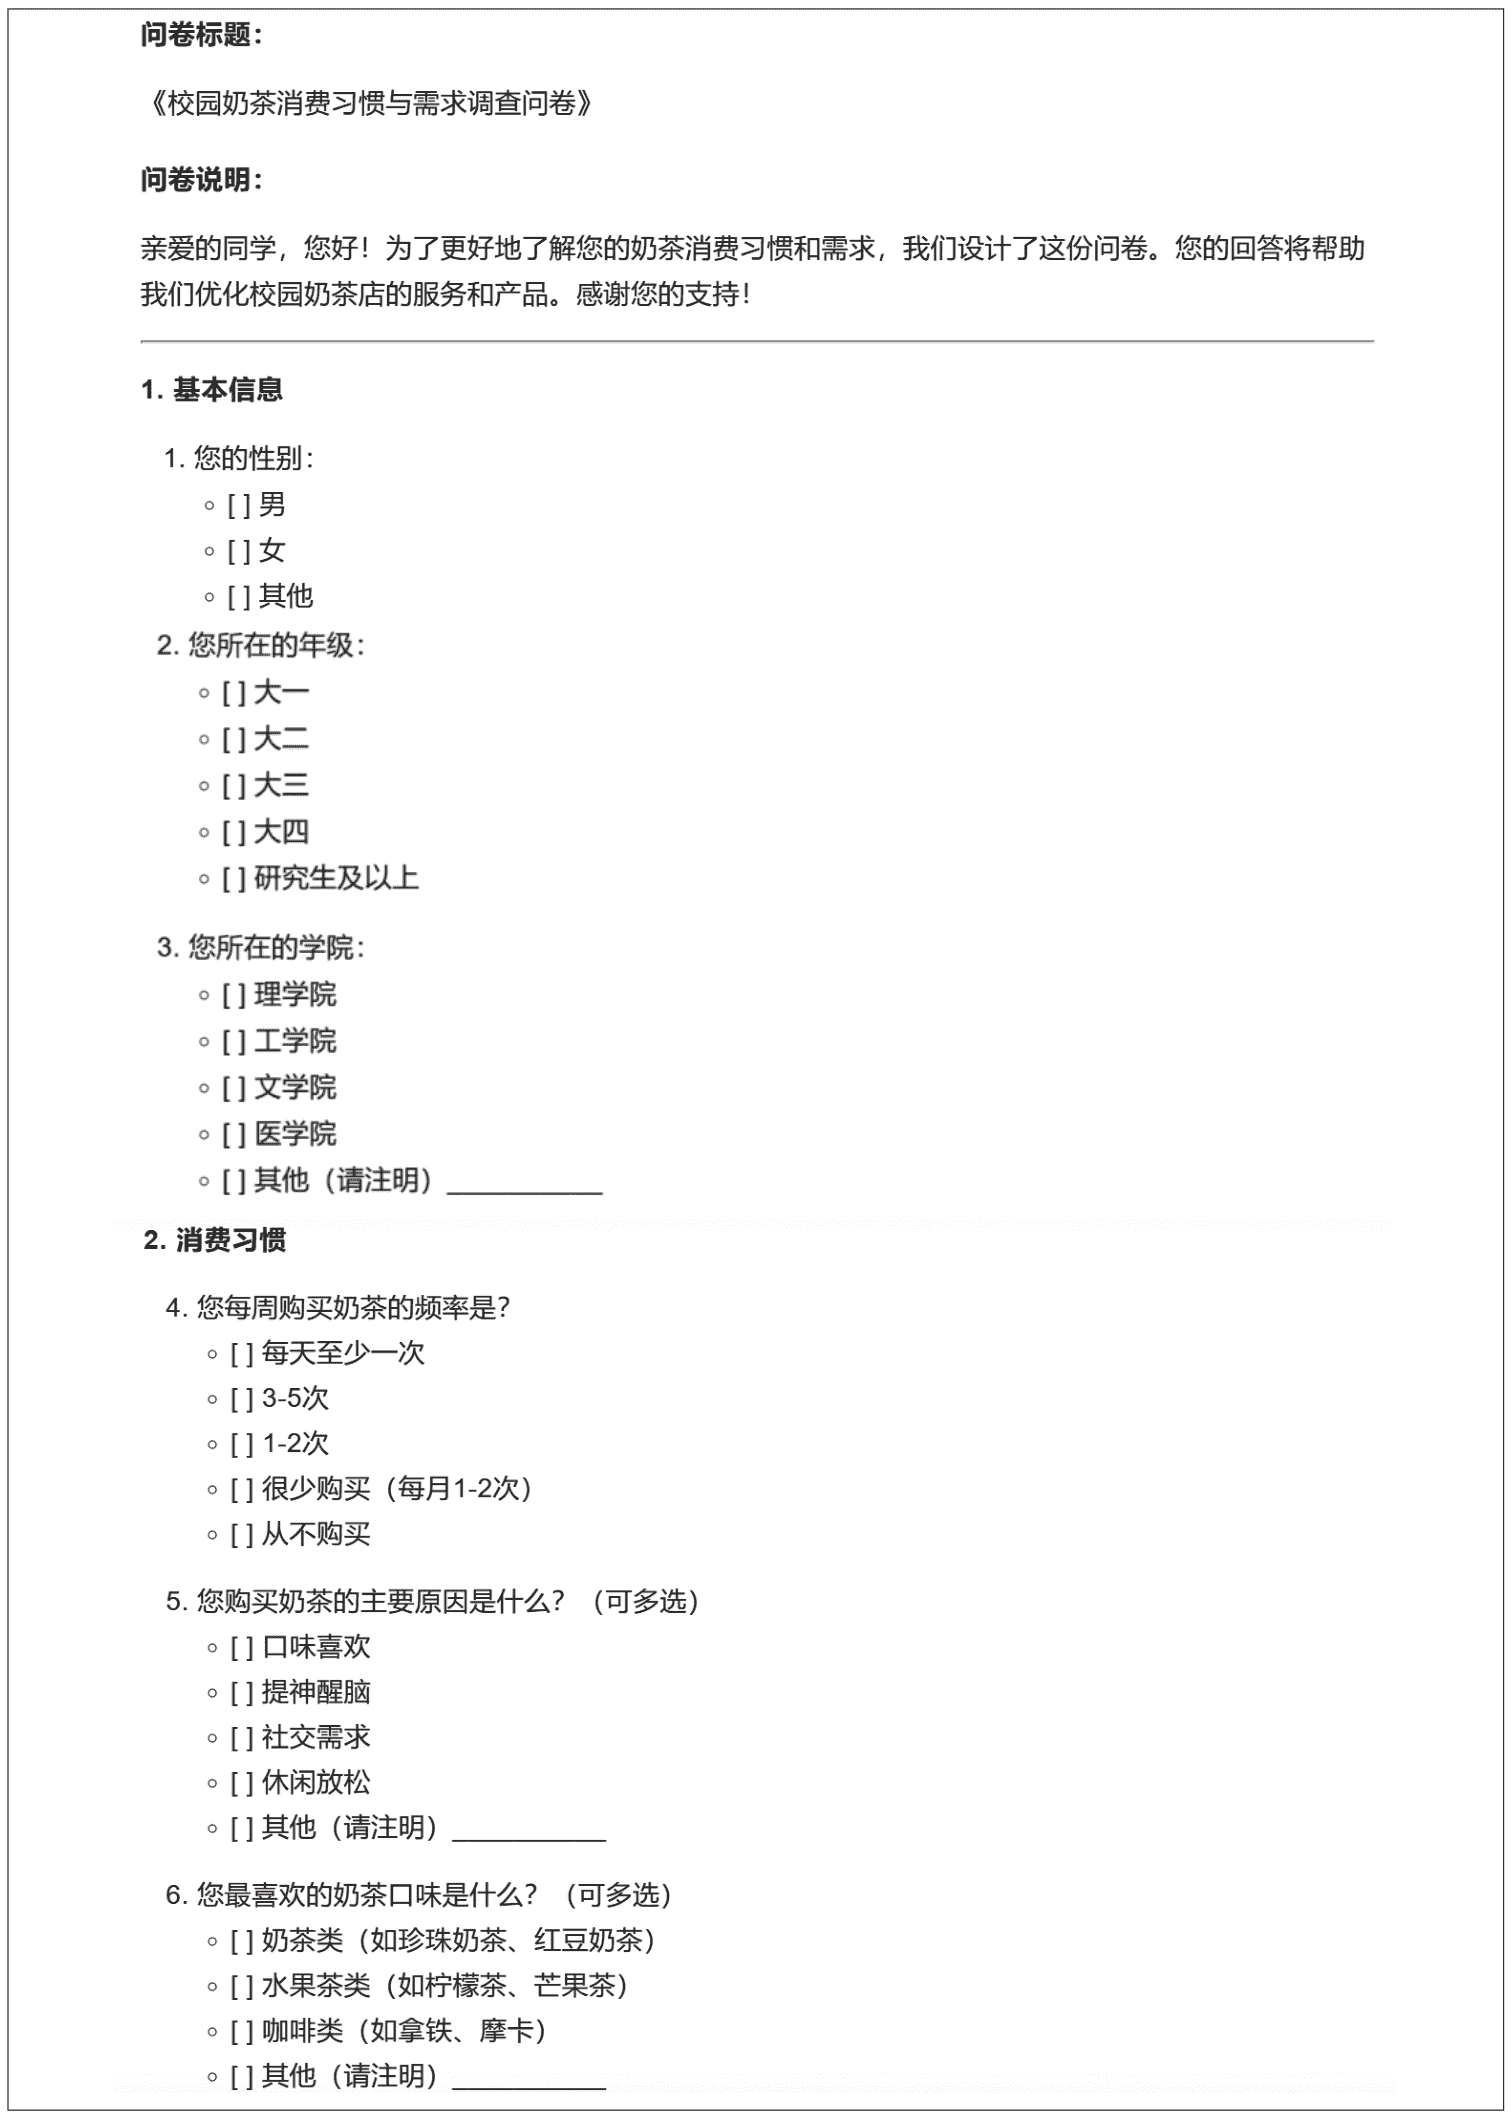 问卷标题：
《校园奶茶消费习惯与需求调查问卷》
问卷说明：
亲爱的同学，您好！为了更好地了解您的奶茶消费习惯和需求，我们设计了这份问卷。您的回答将帮助
我们优化校园奶茶店的服务和产品。感谢您的支持！
1. 基本信息
1. 您的性别：
[ ] 男
[ ] 女
[ ] 其他
2. 您所在的年级：
[ ] 大一
[ ] 大二
[ ] 大三
[ ] 大四
[ ] 研究生及以上
3. 您所在的学院：
[ ] 理学院
[ ] 工学院
[ ] 文学院
[ ] 医学院
[ ] 其他（请注明）__________
2. 消费习惯
4. 您每周购买奶茶的频率是？
[ ] 每天至少一次
[ ] 3-5次
[ ] 1-2次
[ ] 很少购买（每月1-2次）
[ ] 从不购买
5. 您购买奶茶的主要原因是什么？（可多选）
[ ] 口味喜欢
[ ] 提神醒脑
[ ] 社交需求
[ ] 休闲放松
[ ] 其他（请注明）__________
6. 您最喜欢的奶茶口味是什么？（可多选）
[ ] 奶茶类（如珍珠奶茶、红豆奶茶）
[ ] 水果茶类（如柠檬茶、芒果茶）
[ ] 咖啡类（如拿铁、摩卡）
[ ] 其他（请注明）__________